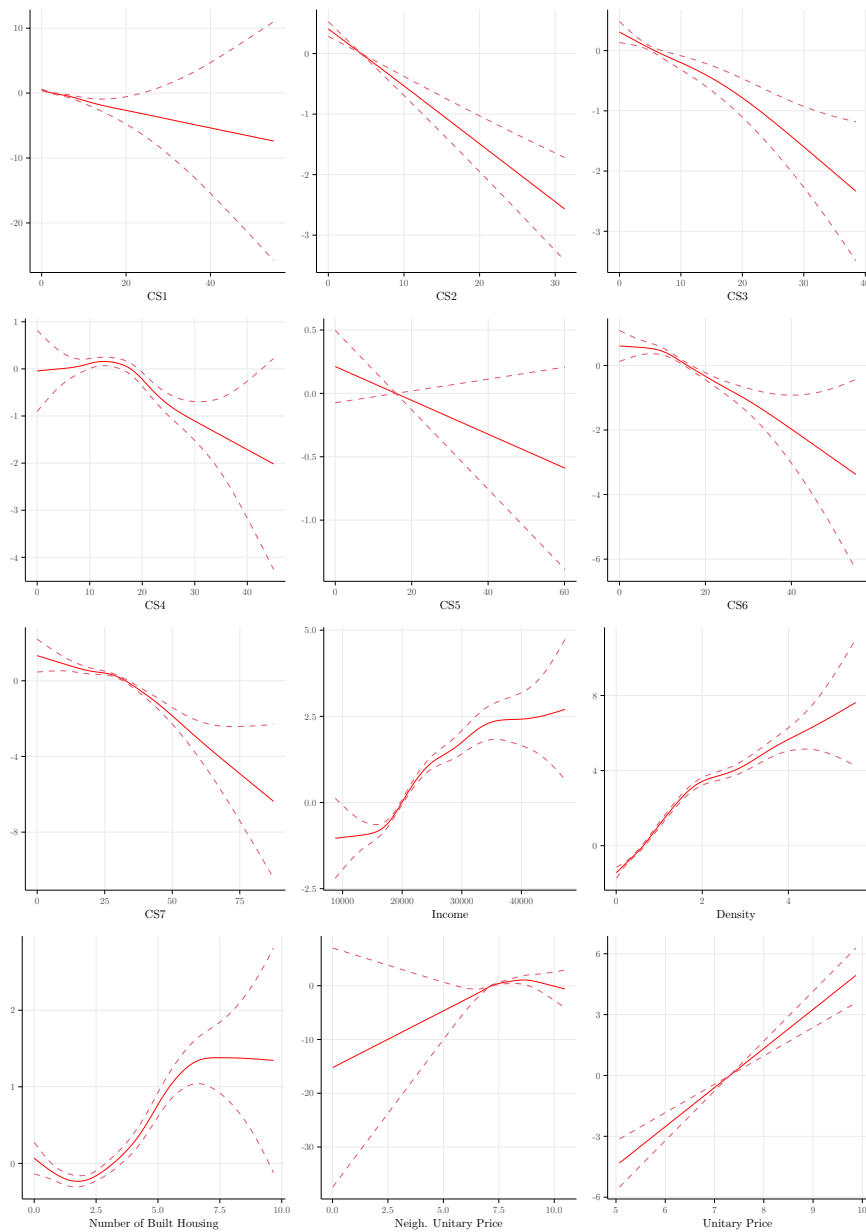 10
0
-10
-20
0 20 40
CS1
0
-1
-2
-3
0 10 20 30
CS2
0
-1
-2
-3
0 10 20 30 40
CS3
1
0
-1
-2
-3
-4
0 10 20 30 40
CS4
0.5
0.0
-0.5
-1.0
0 20 40 60
CS5
0
-2
-4
-6
0 20 40
CS6
0
-4
-8
0 25 50 75
CS7
5.0
2.5
0.0
-2.5
10000 20000 30000 40000
Income
8
4
0
0 2 4
Density
2
1
0
0.0 2.5 5.0 7.5 10.0
Number of Built Housing
0
-10
-20
-30
0.0 2.5 5.0 7.5 10.0
Neigh. Unitary Price
6
3
0
-3
-6
5 6 7 8 9 10
Unitary Price